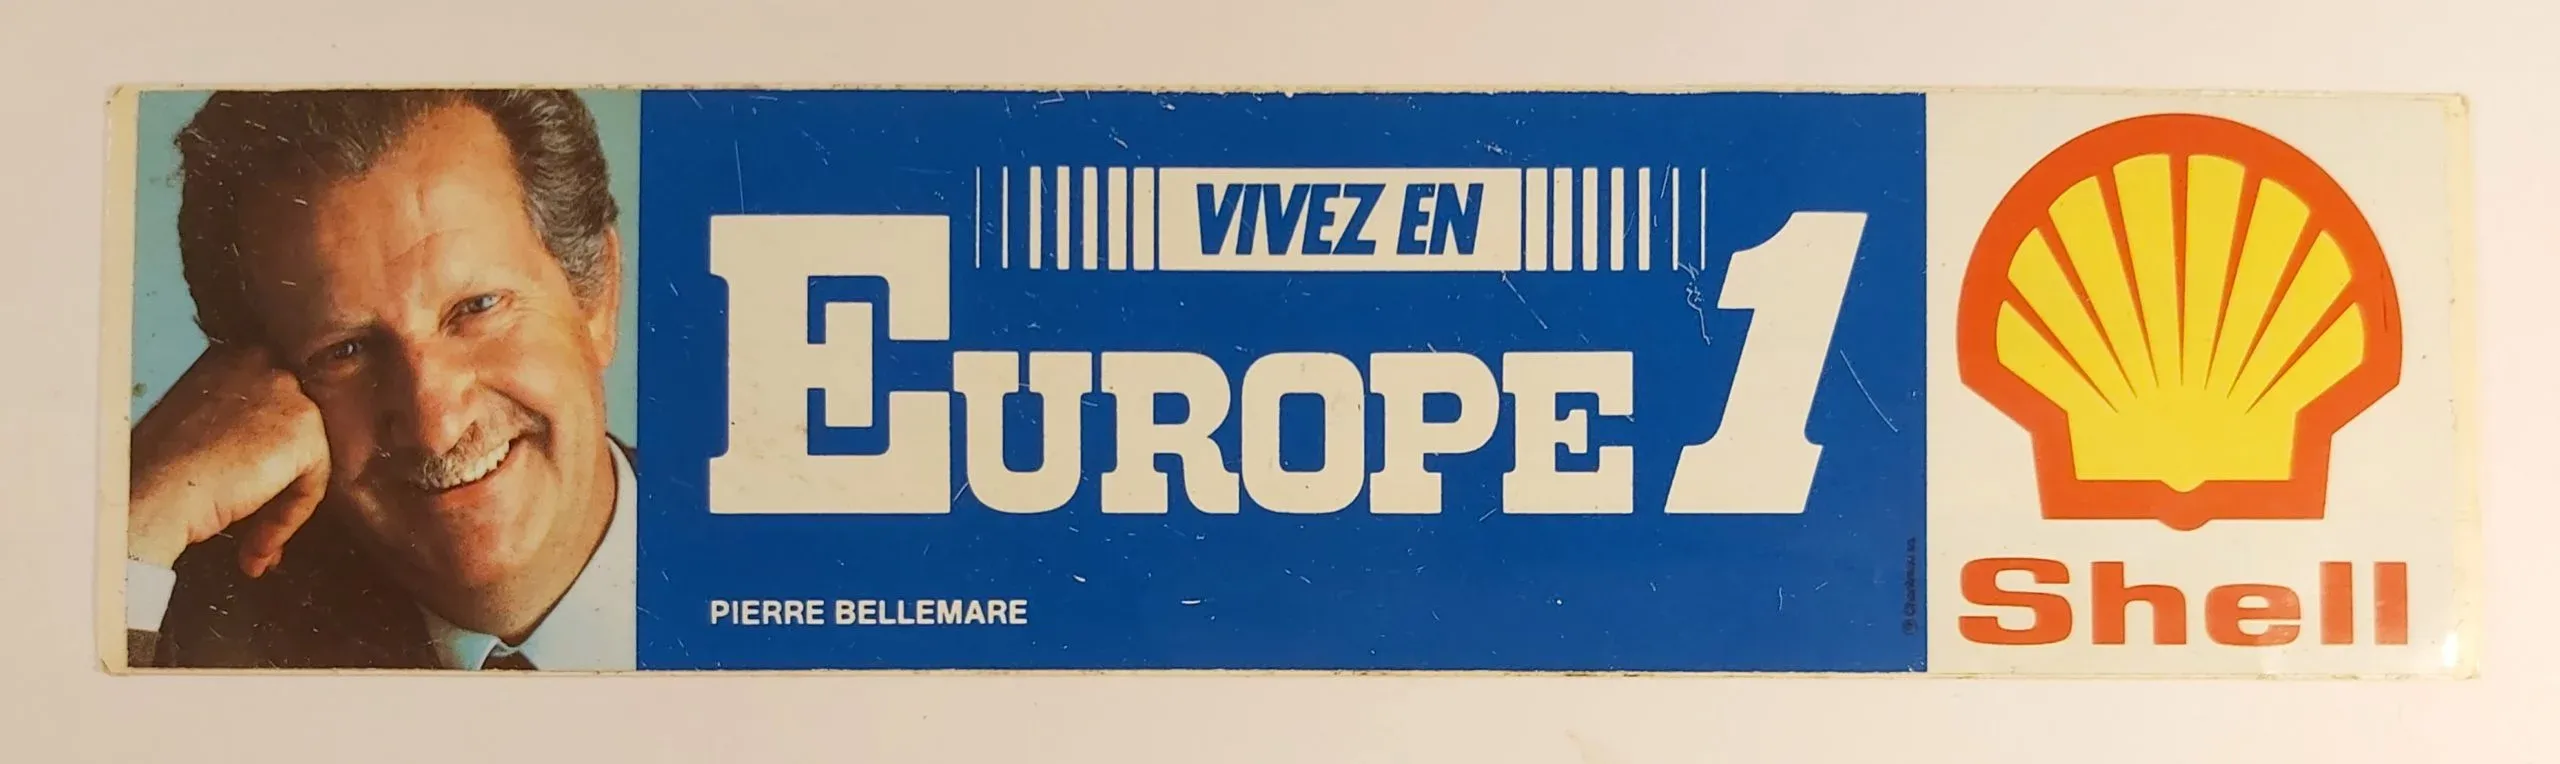 VIVEZ EN
EUROPE 1
PIERRE BELLEMARE
Shell